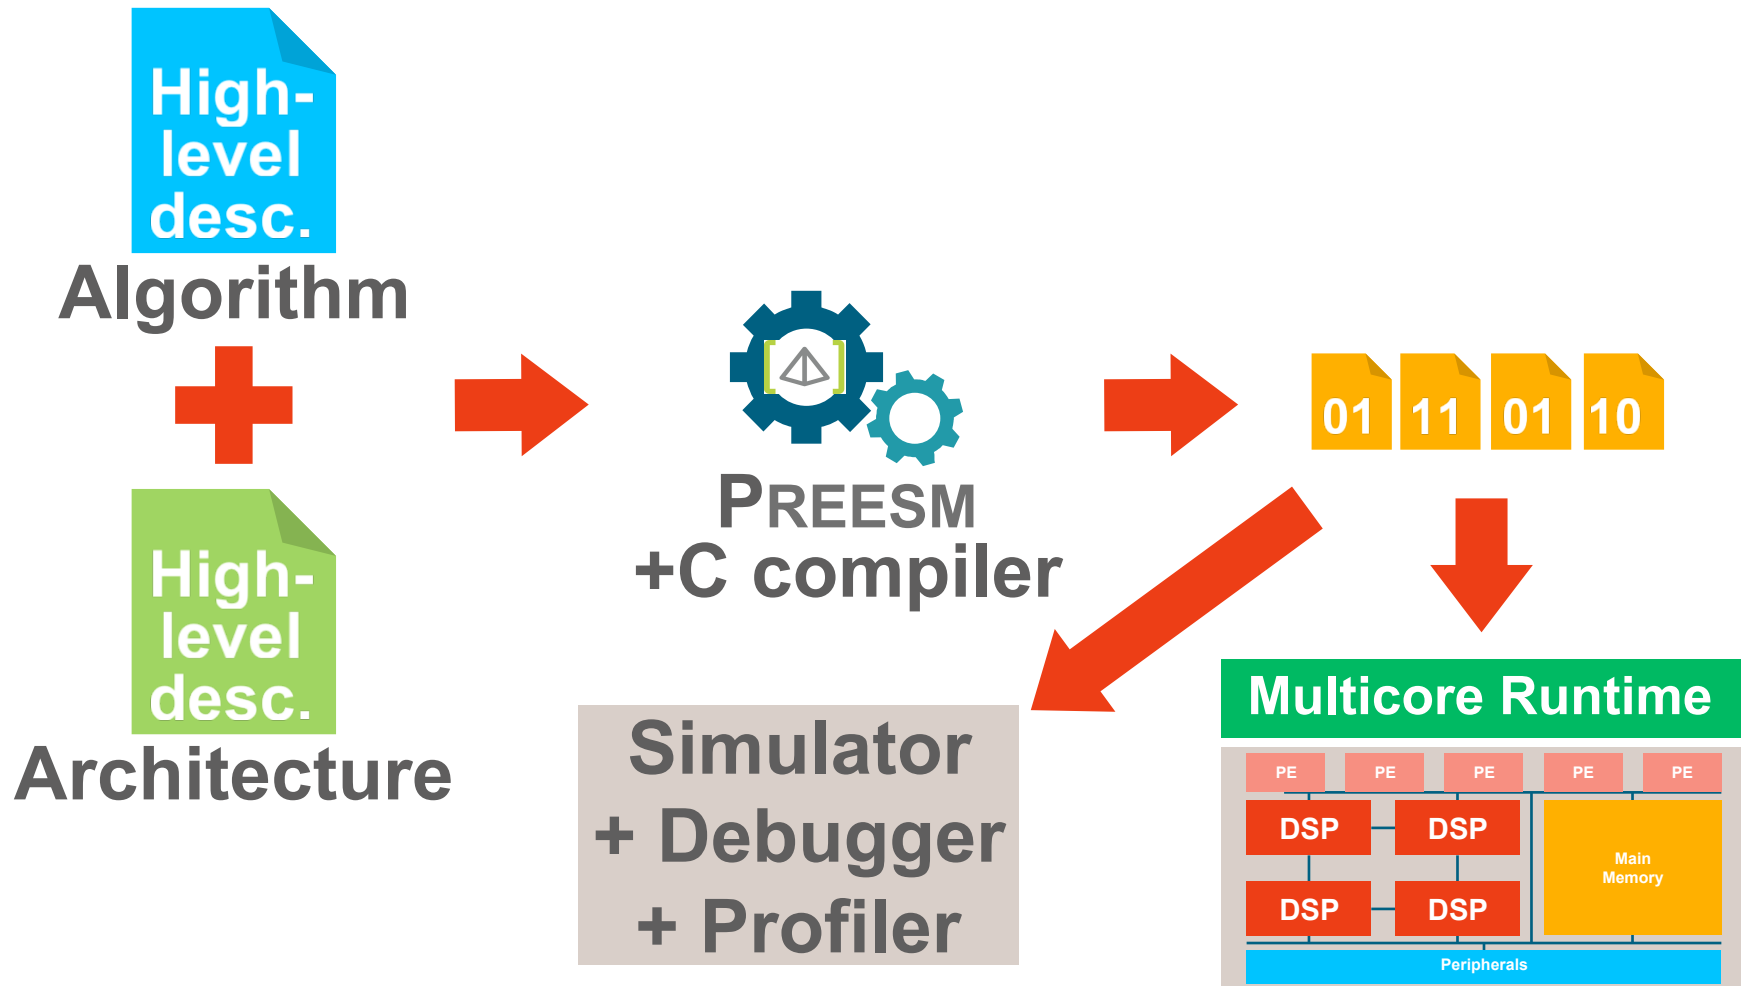 High-
level
desc.
Algorithm
High-
level
desc.
Architecture
PREESM
+C compiler
01 11 01 10
Simulator
+ Debugger
+ Profiler
Multicore Runtime
PE PE PE PE PE
DSP DSP
Main
Memory
DSP DSP
Peripherals